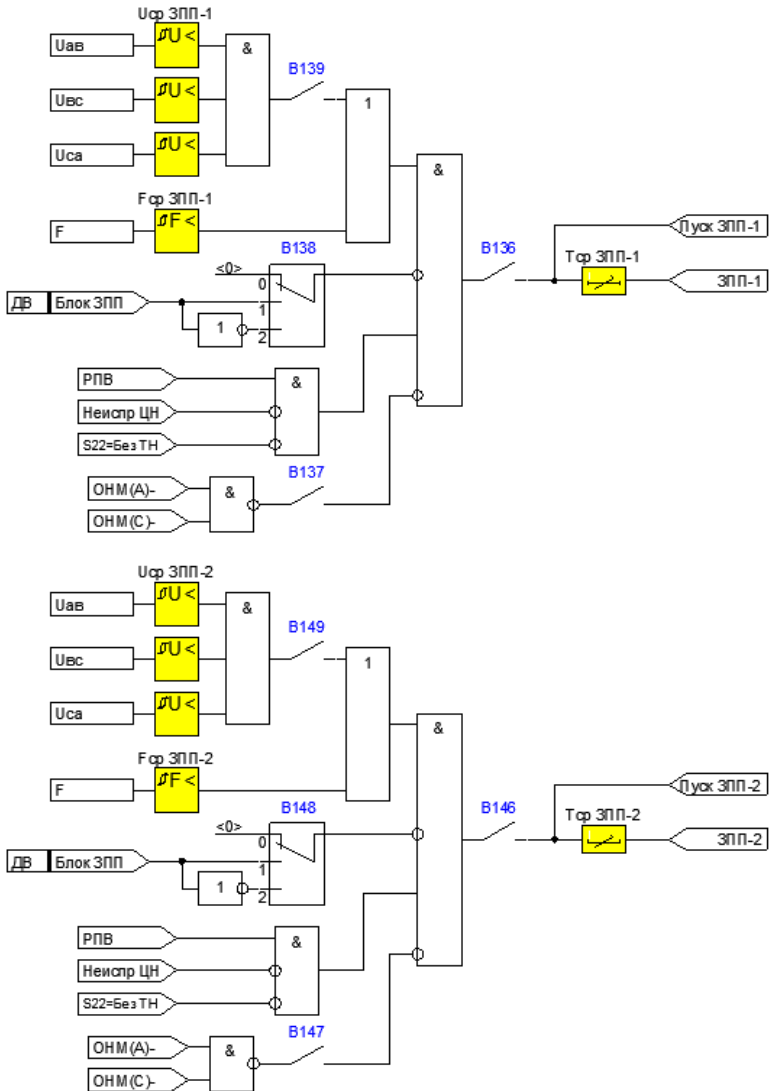 Uср ЗПП-1
Uав
U<
&
B139
Uвс
U<
1
Uса
U<
&
Fср ЗПП-1
F
F<
B138
B136
Пуск ЗПП-1
<0>
0
Тср ЗПП-1
ЗПП-1
ДВ Блок ЗПП
1
1
2
РПВ
&
Неиспр ЦН
S22=Без ТН
B137
ОНМ(А)-
&
ОНМ(С)-
Uср ЗПП-2
Uав
U<
&
B149
Uвс
U<
1
Uса
U<
&
Fср ЗПП-2
F
F<
B148
B146
Пуск ЗПП-2
<0>
0
Тср ЗПП-2
ЗПП-2
ДВ Блок ЗПП
1
1
2
РПВ
&
Неиспр ЦН
S22=Без ТН
B147
ОНМ(А)-
&
ОНМ(С)-